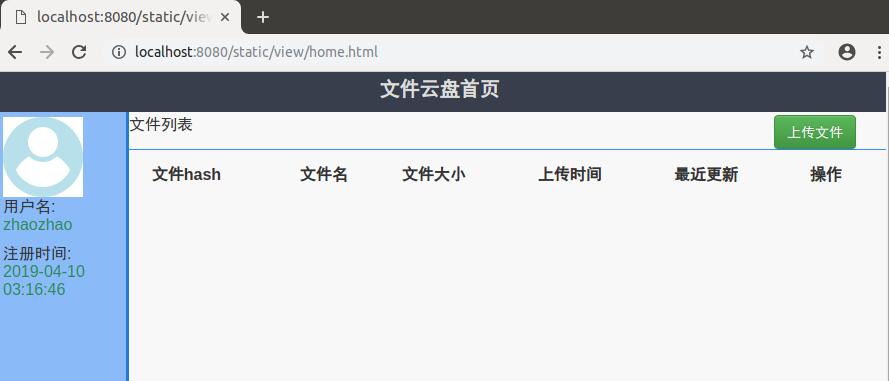 localhost:8080/static/view
localhost:8080/static/view/home.html
文件云盘首页
文件列表
上传文件
用户名:
zhaozhao
注册时间:
2019-04-10
03:16:46
文件hash 文件名 文件大小 上传时间 最近更新 操作